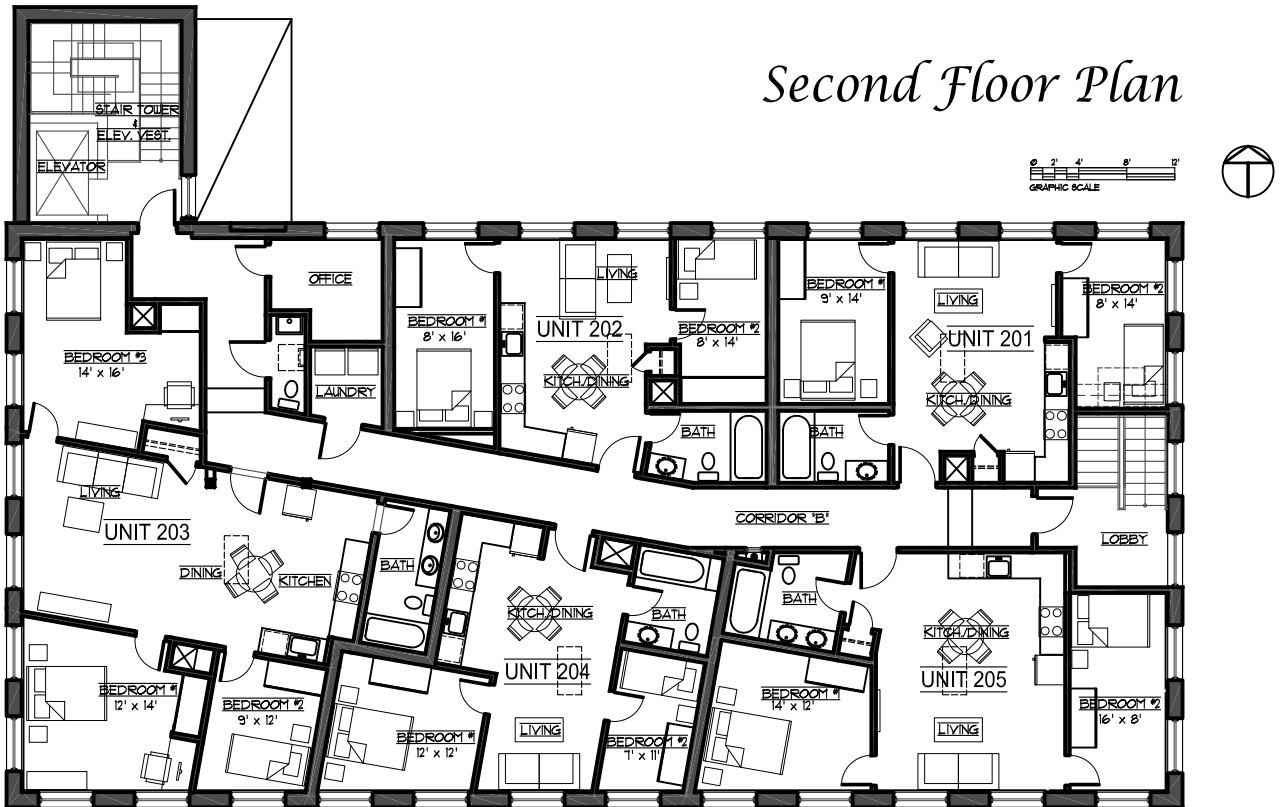 Second Floor Plan
STAIR TOWER
&
ELEV. VEST.
ELEVATOR
0 2' 4' 8' 12'
GRAPHIC SCALE
OFFICE
LAUNDRY
BEDROOM #3
14' x 16'
BEDROOM #1
8' x 16'
LIVING
UNIT 202
KITCH./DINING
BEDROOM #2
8' x 14'
BATH
BEDROOM #1
9' x 14'
LIVING
UNIT 201
KITCH./DINING
BEDROOM #2
8' x 14'
BATH
CORRIDOR "B"
LOBBY
LIVING
UNIT 203
DINING
KITCHEN
BATH
BEDROOM #1
12' x 14'
BEDROOM #2
9' x 12'
KITCH./DINING
UNIT 204
BATH
LIVING
BEDROOM #1
12' x 12'
BEDROOM #2
7' x 11'
BATH
KITCH./DINING
UNIT 205
LIVING
BEDROOM #1
14' x 12'
BEDROOM #2
16' x 8'